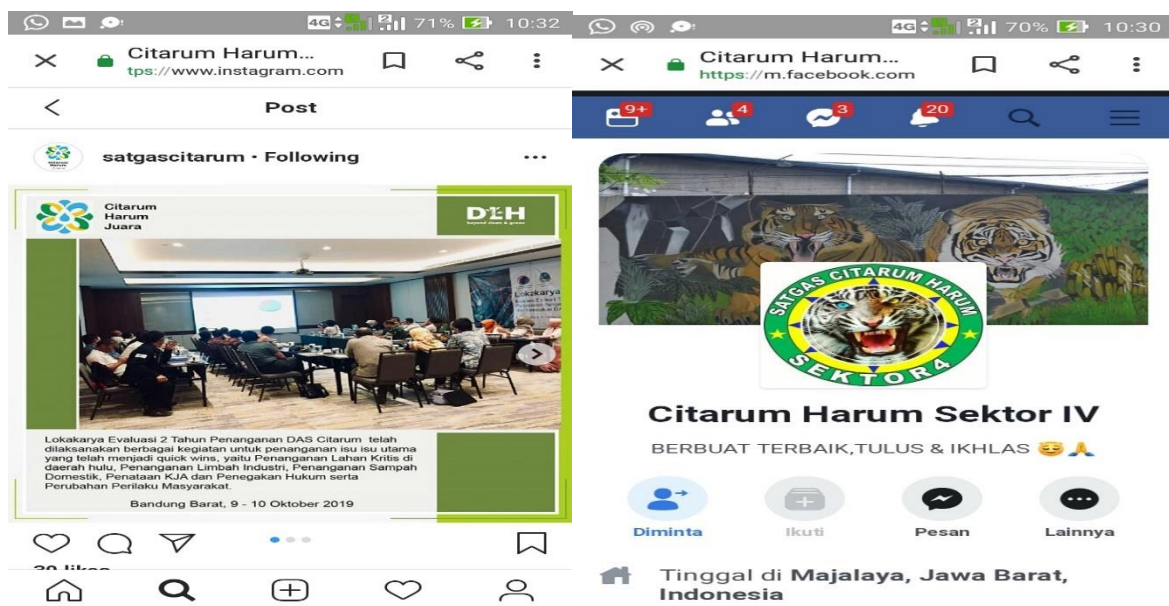 4G 2 71% 10:32
Citarum Harum...
tps://www.instagram.com
Post
satgascitarum • Following
...
Citarum
Harum
Juara
DLH
Lokakarya
Lokakarya Evaluasi 2 Tahun Penanganan DAS Citarum telah
dilaksanakan berbagai kegiatan untuk penanganan isu isu utama
yang telah menjadi quick wins, yaitu Penanganan Lahan Kritis di
daerah hulu, Penanganan Limbah Industri, Penanganan Sampah
Domestik, Penataan KJA dan Penegakan Hukum serta
Perubahan Perilaku Masyarakat.
Bandung Barat, 9 - 10 Oktober 2019
4G 2 70% 10:30
Citarum Harum...
https://m.facebook.com
9+ 4 3 20
SATGAS CITARUM HARUM
SEKTOR 4
Citarum Harum Sektor IV
BERBUAT TERBAIK,TULUS & IKHLAS 😇🙏
Diminta Ikuti Pesan Lainnya
Tinggal di Majalaya, Jawa Barat,
Indonesia